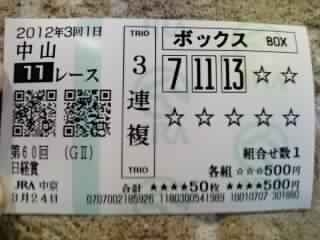 2012年3回1日
中山
11レース
第60回 (GⅡ)
日経賞
JRA 中京
3月24日
TRIO
3連複
TRIO
ボックス BOX
7 11 13 ☆ ☆
☆ ☆ ☆ ☆ ☆
組合せ数1
各組☆☆☆500円
合計 ★★★★50枚 ★★★★500円